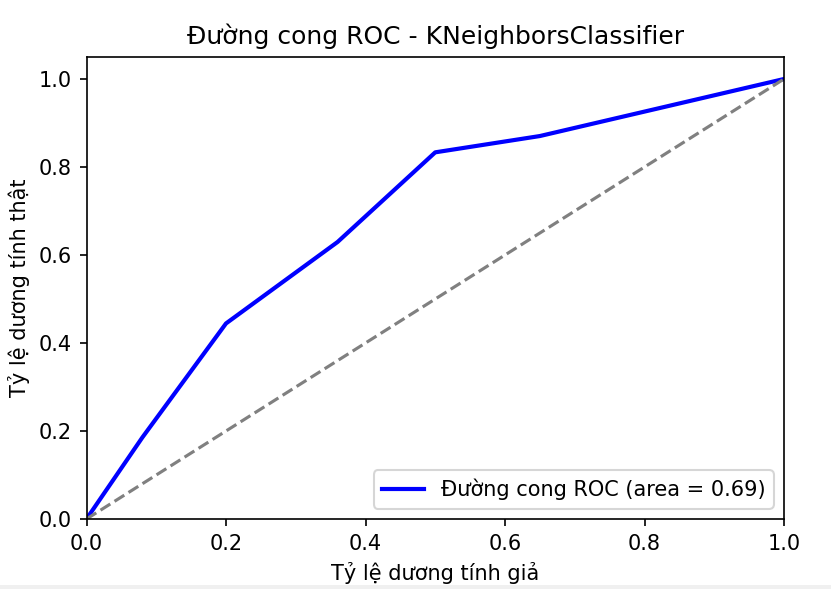 Đường cong ROC - KNeighborsClassifier
1.0
0.8
0.6
0.4
0.2
0.0
Tỷ lệ dương tính thật
Đường cong ROC (area = 0.69)
0.0 0.2 0.4 0.6 0.8 1.0
Tỷ lệ dương tính giả